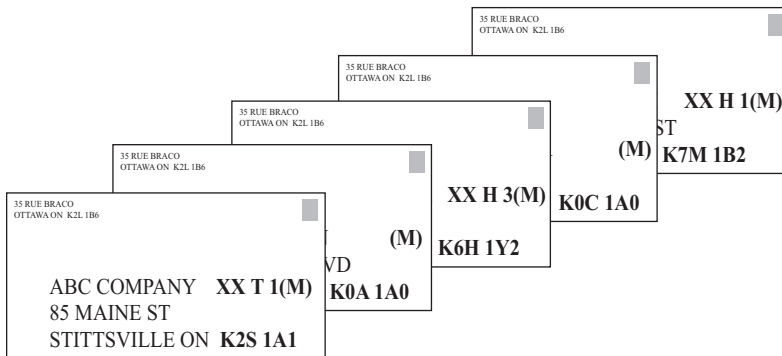 35 RUE BRACO
OTTAWA ON K2L 1B6
XX H 1(M)
ST
K7M 1B2
35 RUE BRACO
OTTAWA ON K2L 1B6
(M)
K0C 1A0
35 RUE BRACO
OTTAWA ON K2L 1B6
XX H 3(M)
K6H 1Y2
35 RUE BRACO
OTTAWA ON K2L 1B6
(M)
VD
K0A 1A0
35 RUE BRACO
OTTAWA ON K2L 1B6
ABC COMPANY XX T 1(M)
85 MAINE ST
STITTSVILLE ON K2S 1A1